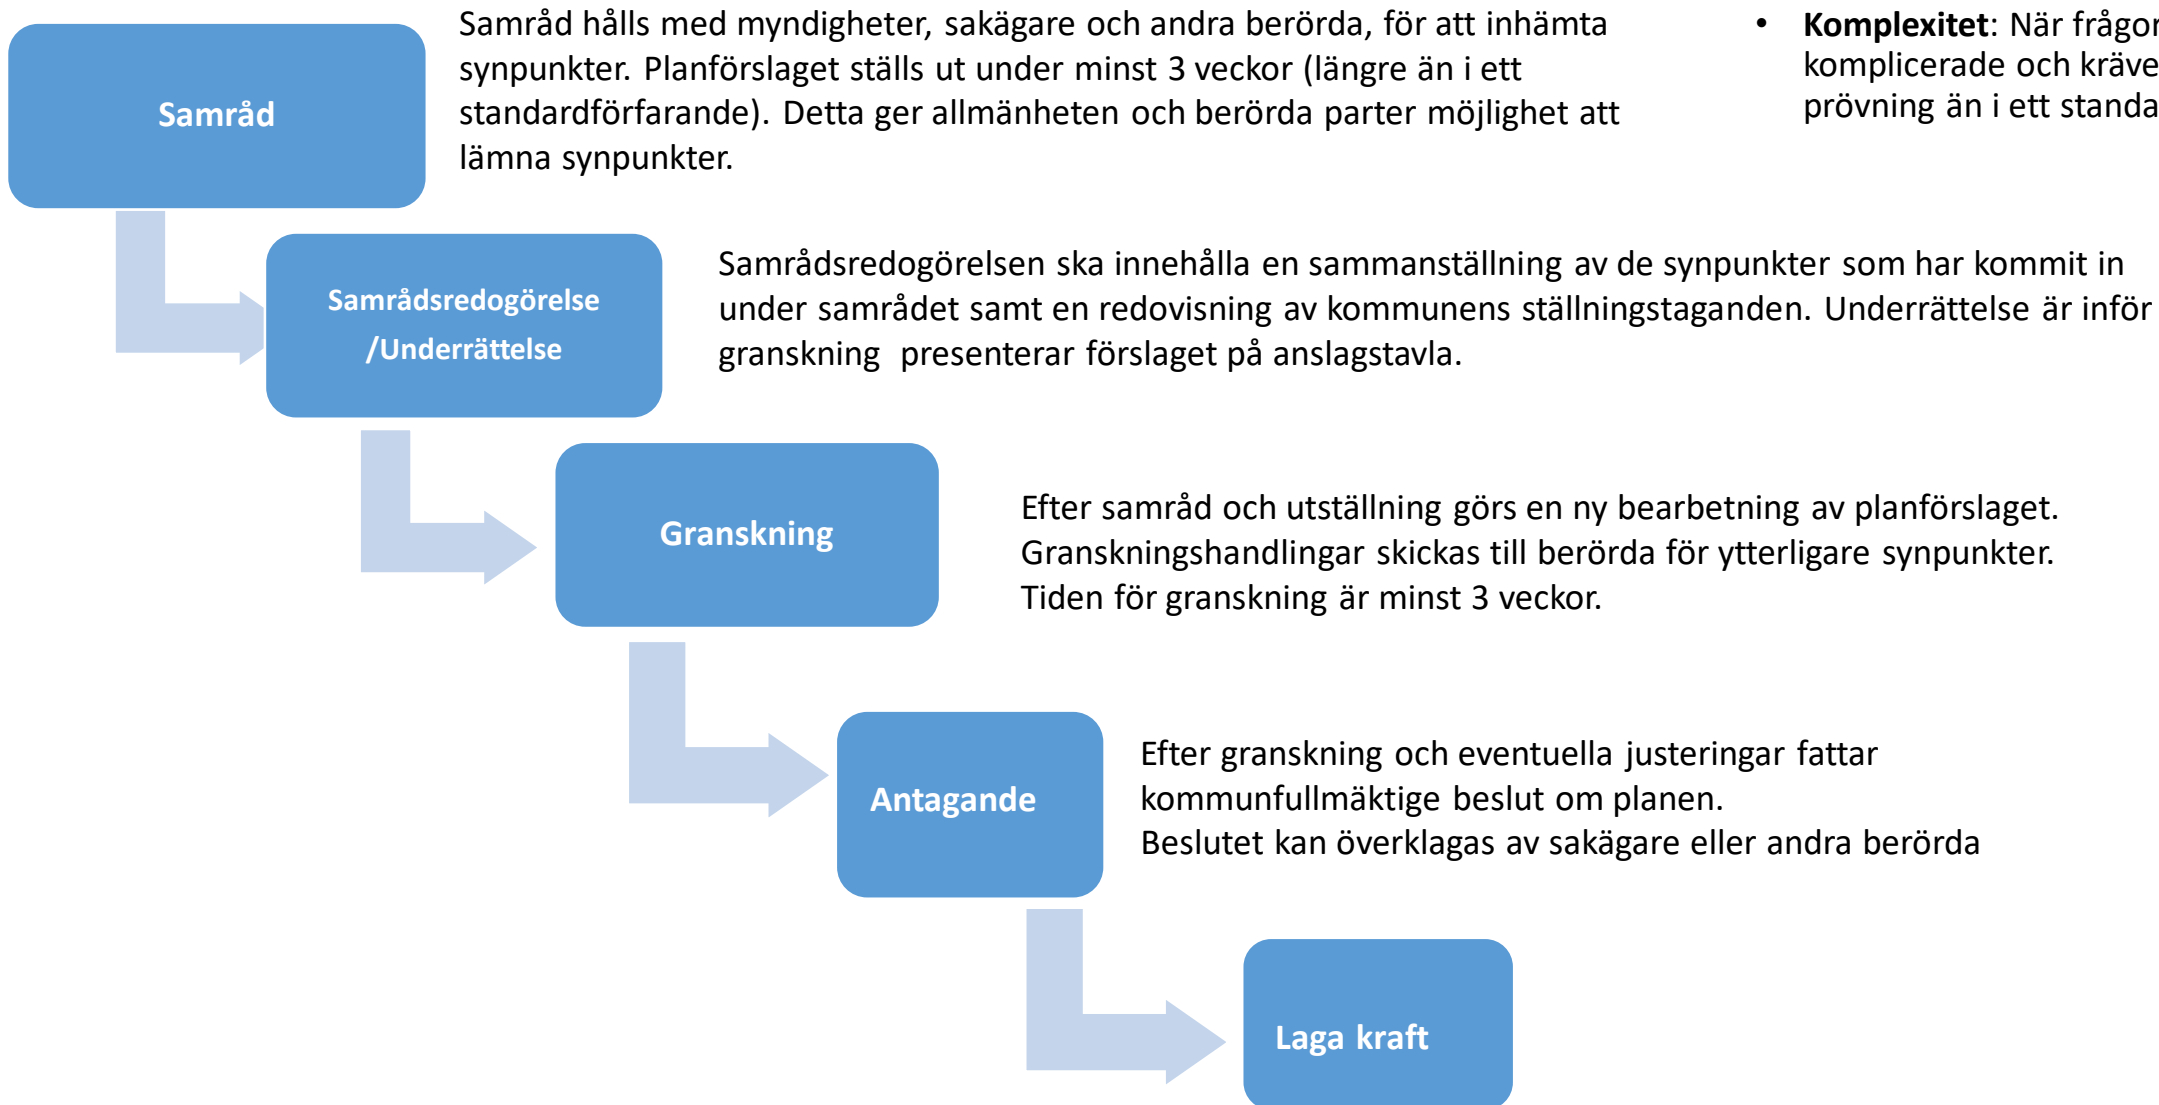 Samråd
Samråd hålls med myndigheter, sakägare och andra berörda, för att inhämta
synpunkter. Planförslaget ställs ut under minst 3 veckor (längre än i ett
standardförfarande). Detta ger allmänheten och berörda parter möjlighet att
lämna synpunkter.
• Komplexitet: När frågor
komplicerade och kräve
prövning än i ett standa
Samrådsredogörelse
/Underrättelse
Samrådsredogörelsen ska innehålla en sammanställning av de synpunkter som har kommit in
under samrådet samt en redovisning av kommunens ställningstaganden. Underrättelse är inför
granskning presenterar förslaget på anslagstavla.
Granskning
Efter samråd och utställning görs en ny bearbetning av planförslaget.
Granskningshandlingar skickas till berörda för ytterligare synpunkter.
Tiden för granskning är minst 3 veckor.
Antagande
Efter granskning och eventuella justeringar fattar
kommunfullmäktige beslut om planen.
Beslutet kan överklagas av sakägare eller andra berörda
Laga kraft